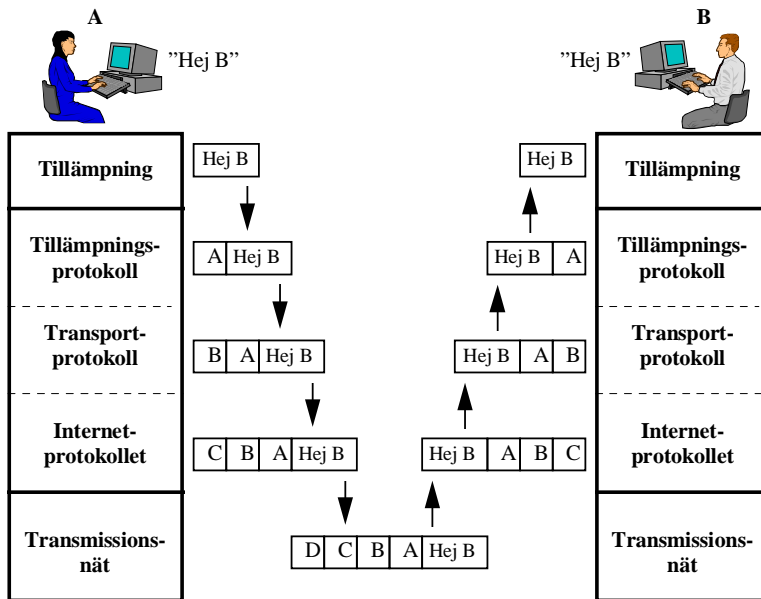 A
B
”Hej B”
”Hej B”
Tillämpning
Hej B
Hej B
Tillämpning
Tillämpnings-
protokoll
A Hej B
Hej B A
Tillämpnings-
protokoll
Transport-
protokoll
B A Hej B
Hej B A B
Transport-
protokoll
Internet-
protokollet
C B A Hej B
Hej B A B C
Internet-
protokollet
Transmissions-
nät
D C B A Hej B
Transmissions-
nät